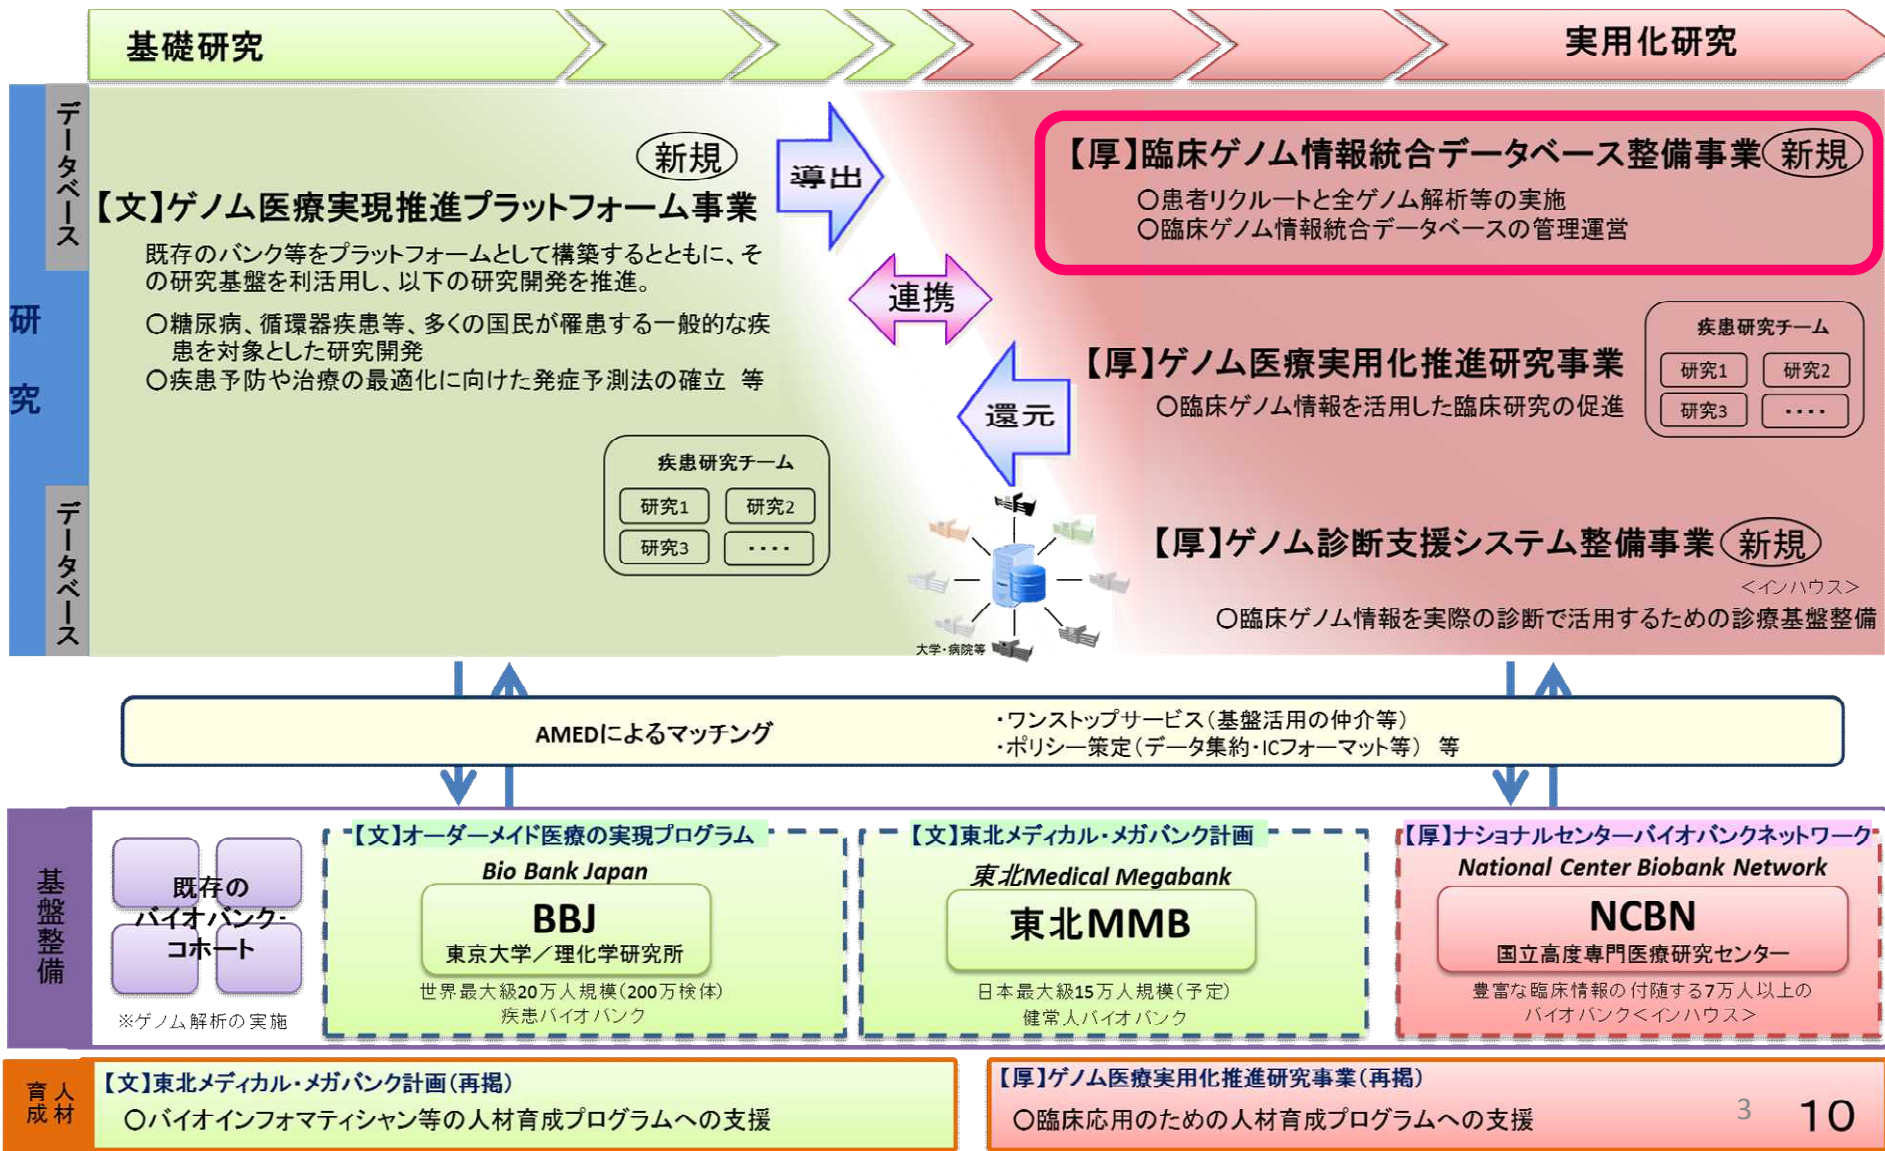 基礎研究
実用化研究
データベース
研究
データベース
新規
【文】ゲノム医療実現推進プラットフォーム事業
既存のバンク等をプラットフォームとして構築するとともに、そ
の研究基盤を利活用し、以下の研究開発を推進。
○糖尿病、循環器疾患等、多くの国民が罹患する一般的な疾
患を対象とした研究開発
○疾患予防や治療の最適化に向けた発症予測法の確立 等
疾患研究チーム
研究1 研究2
研究3 ‥‥
導出
連携
還元
大学・病院等
【厚】臨床ゲノム情報統合データベース整備事業 新規
○患者リクルートと全ゲノム解析等の実施
○臨床ゲノム情報統合データベースの管理運営
【厚】ゲノム医療実用化推進研究事業
○臨床ゲノム情報を活用した臨床研究の促進
疾患研究チーム
研究1 研究2
研究3 ‥‥
【厚】ゲノム診断支援システム整備事業 新規
<インハウス>
○臨床ゲノム情報を実際の診断で活用するための診療基盤整備
AMEDによるマッチング
・ワンストップサービス(基盤活用の仲介等)
・ポリシー策定(データ集約・ICフォーマット等) 等
基盤整備
既存の
バイオバンク・
コホート
※ゲノム解析の実施
【文】オーダーメイド医療の実現プログラム
Bio Bank Japan
BBJ
東京大学/理化学研究所
世界最大級20万人規模(200万検体)
疾患バイオバンク
【文】東北メディカル・メガバンク計画
東北Medical Megabank
東北MMB
日本最大級15万人規模(予定)
健常人バイオバンク
【厚】ナショナルセンターバイオバンクネットワーク
National Center Biobank Network
NCBN
国立高度専門医療研究センター
豊富な臨床情報の付随する7万人以上の
バイオバンク<インハウス>
人材育成
【文】東北メディカル・メガバンク計画(再掲)
○バイオインフォマティシャン等の人材育成プログラムへの支援
【厚】ゲノム医療実用化推進研究事業(再掲)
○臨床応用のための人材育成プログラムへの支援
3
10